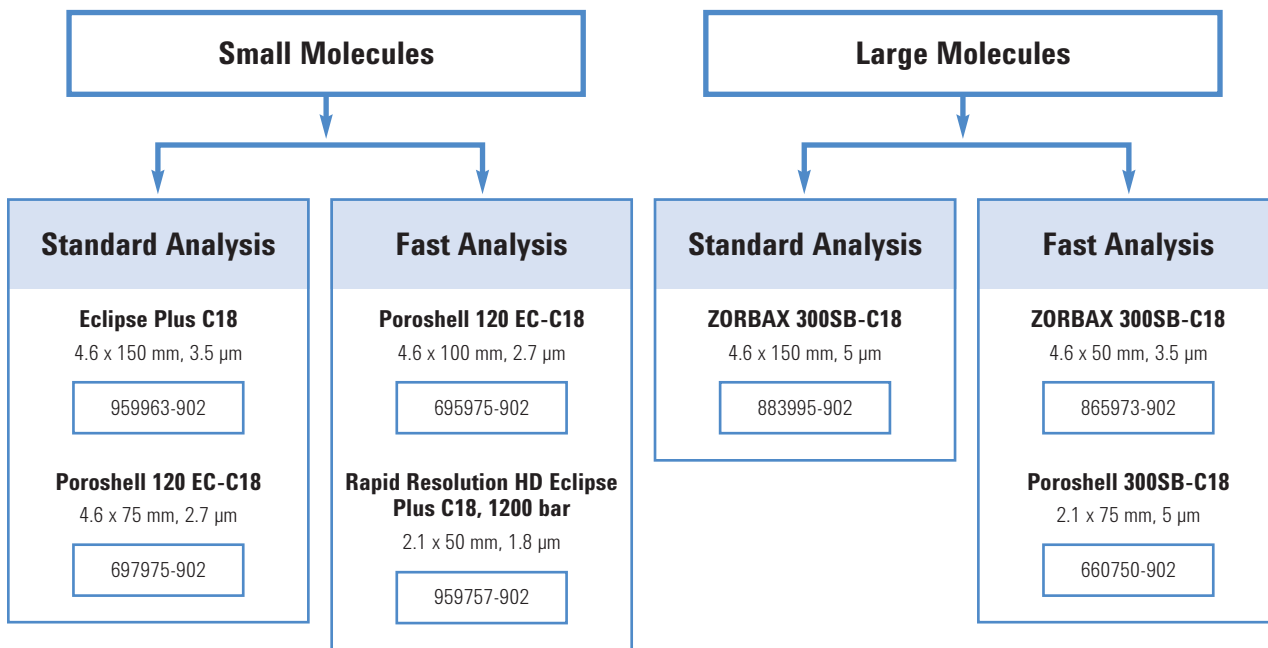 Small Molecules
Large Molecules
Standard Analysis
Eclipse Plus C18
4.6 x 150 mm, 3.5 µm
959963-902
Poroshell 120 EC-C18
4.6 x 75 mm, 2.7 µm
697975-902
Fast Analysis
Poroshell 120 EC-C18
4.6 x 100 mm, 2.7 µm
695975-902
Rapid Resolution HD Eclipse
Plus C18, 1200 bar
2.1 x 50 mm, 1.8 µm
959757-902
Standard Analysis
ZORBAX 300SB-C18
4.6 x 150 mm, 5 µm
883995-902
Fast Analysis
ZORBAX 300SB-C18
4.6 x 50 mm, 3.5 µm
865973-902
Poroshell 300SB-C18
2.1 x 75 mm, 5 µm
660750-902